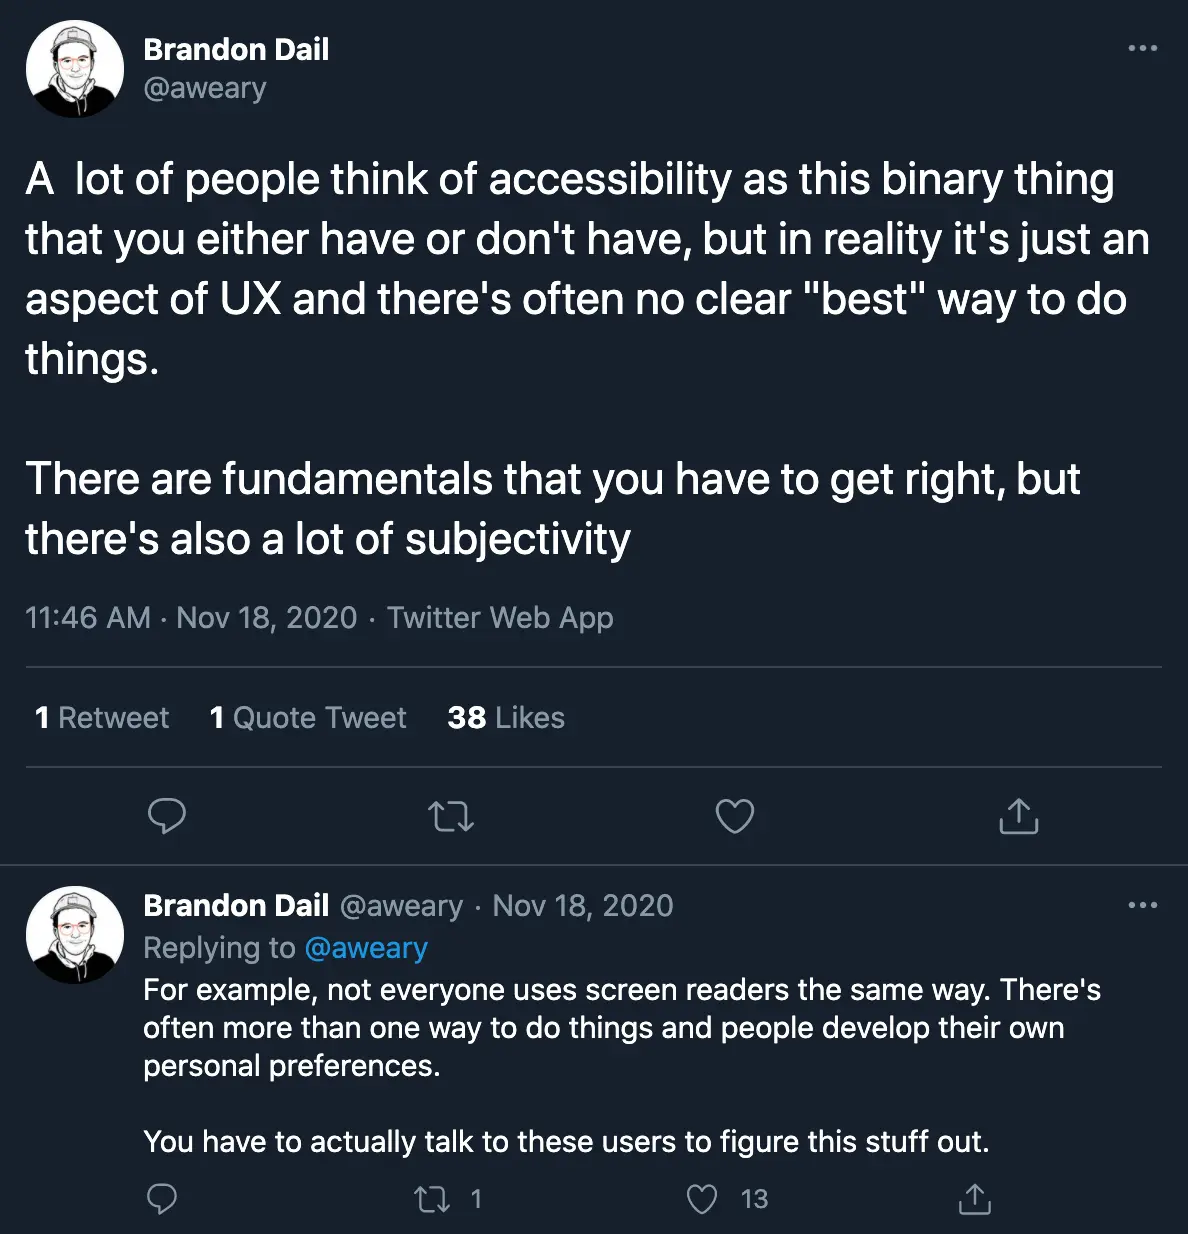 Brandon Dail
@aweary
A  lot of people think of accessibility as this binary thing
that you either have or don't have, but in reality it's just an
aspect of UX and there's often no clear "best" way to do
things.
There are fundamentals that you have to get right, but
there's also a lot of subjectivity
11:46 AM · Nov 18, 2020 · Twitter Web App
1 Retweet 1 Quote Tweet 38 Likes
Brandon Dail @aweary · Nov 18, 2020
Replying to @aweary
For example, not everyone uses screen readers the same way. There's
often more than one way to do things and people develop their own
personal preferences.
You have to actually talk to these users to figure this stuff out.
1 13